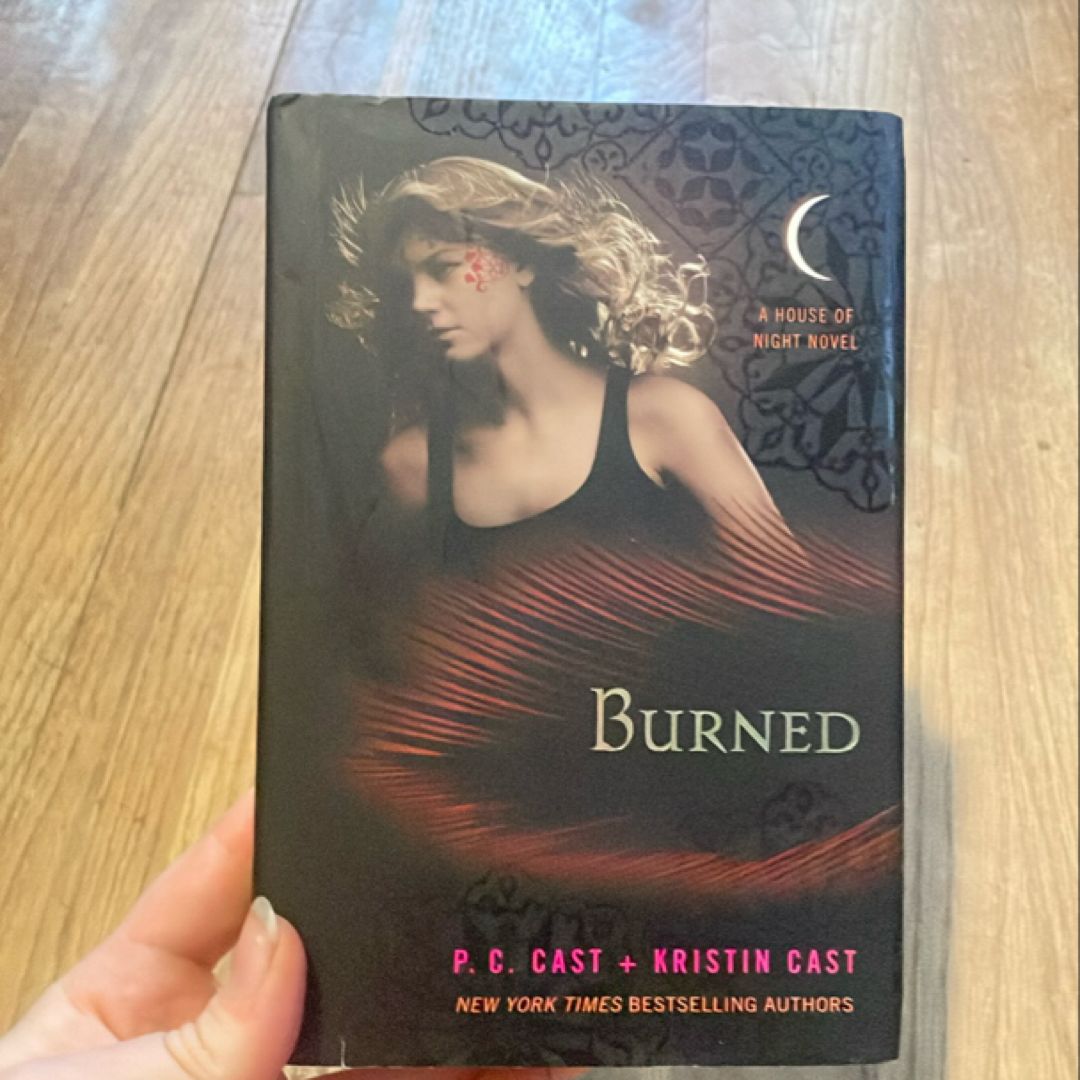 A HOUSE OF
NIGHT NOVEL
BURNED
P. C. CAST + KRISTIN CAST
NEW YORK TIMES BESTSELLING AUTHORS